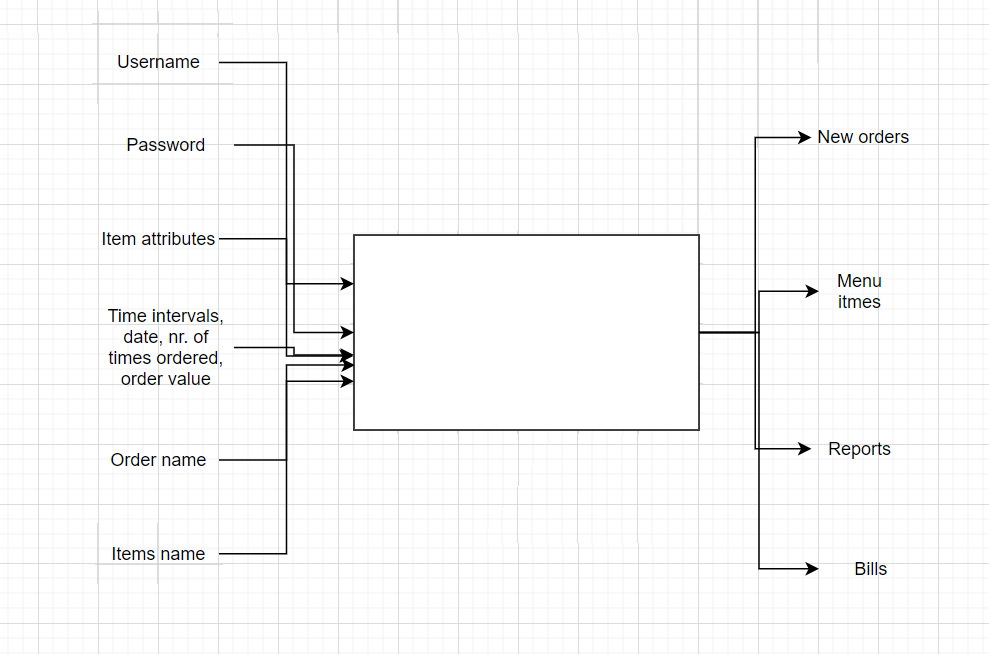 Username
Password
Item attributes
Time intervals,
date, nr. of
times ordered,
order value
Order name
Items name
New orders
Menu
itmes
Reports
Bills